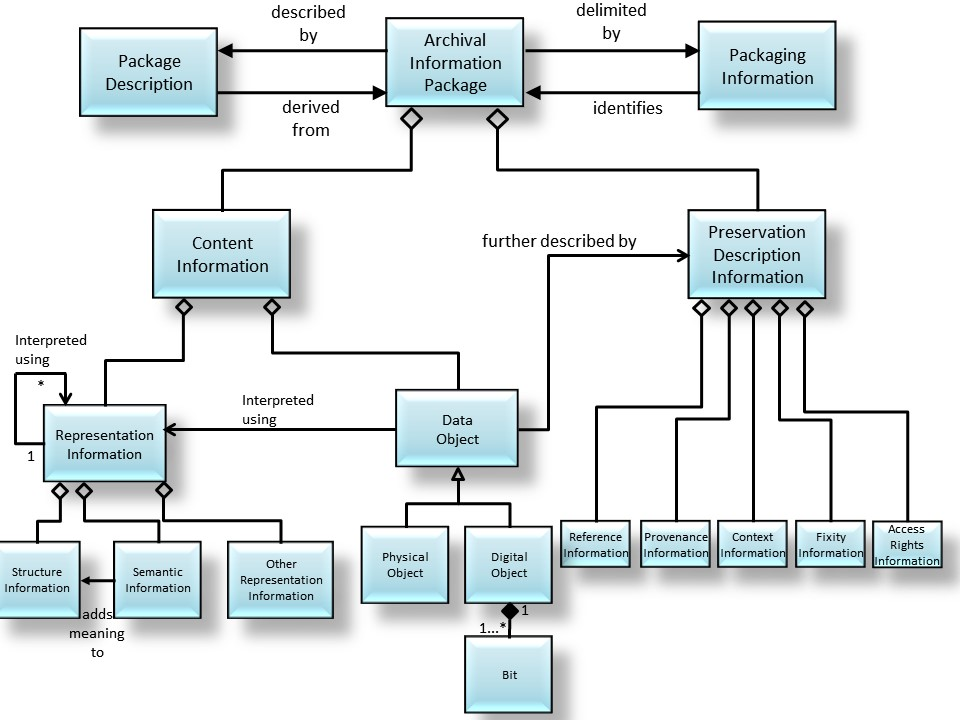 described
by
delimited
by
Package
Description
Archival
Information
Package
Packaging
Information
derived
from
identifies
Content
Information
further described by
Preservation
Description
Information
Interpreted
using
*
1
Representation
Information
Interpreted
using
Data
Object
Structure
Information
Semantic
Information
Other
Representation
Information
adds
meaning
to
Physical
Object
Digital
Object
1
1...*
Bit
Reference
Information
Provenance
Information
Context
Information
Fixity
Information
Access
Rights
Information